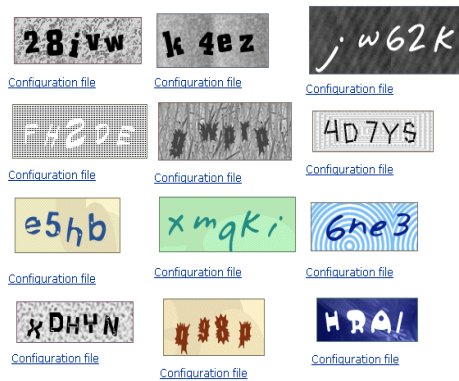 28ivw k 4ez jw62K
Configuration file Configuration file Configuration file
FH2DE 4D7YS
Configuration file Configuration file Configuration file
e5hb xmqki 6ne3
Configuration file Configuration file Configuration file
XDHYN q98p HRAI
Configuration file Configuration file Configuration file